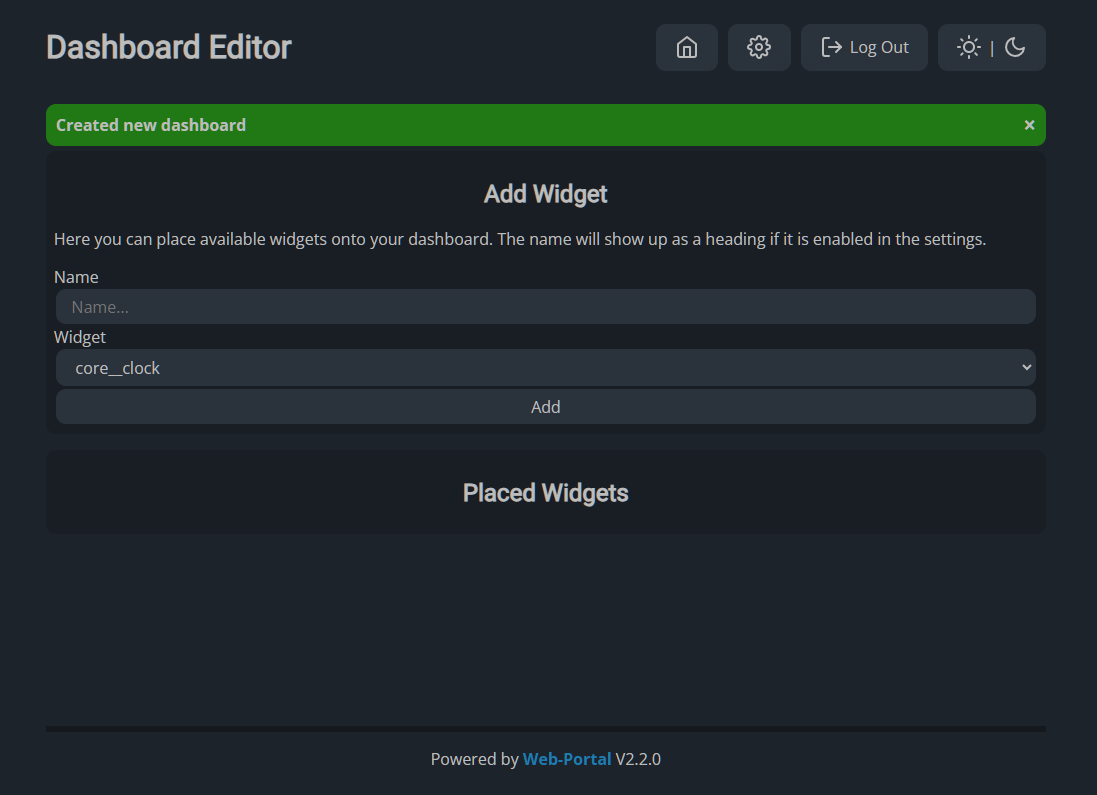 Dashboard Editor
Log Out
|
Created new dashboard ×
Add Widget
Here you can place available widgets onto your dashboard. The name will show up as a heading if it is enabled in the settings.
Name
Name...
Widget
core__clock
Add
Placed Widgets
Powered by Web-Portal V2.2.0